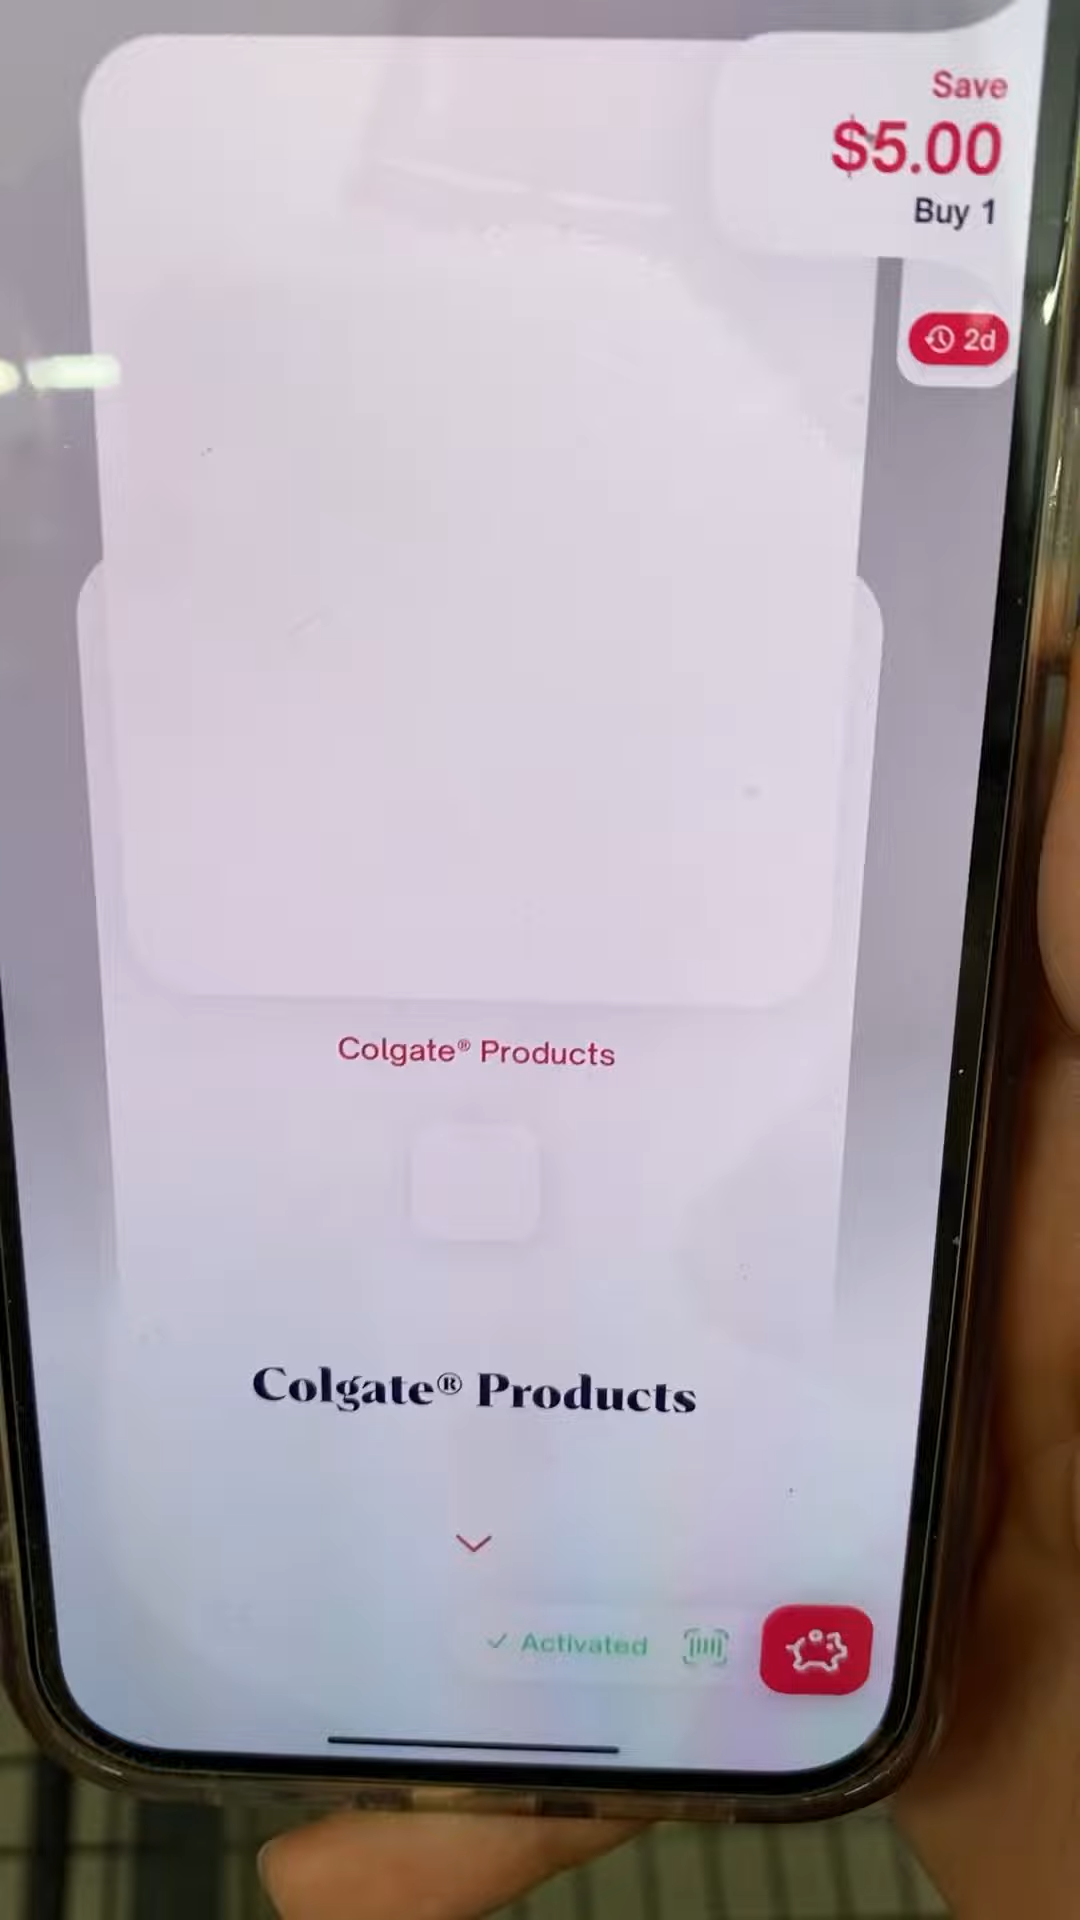 Save
$5.00
Buy 1
2d
Colgate® Products
Colgate® Products
Activated